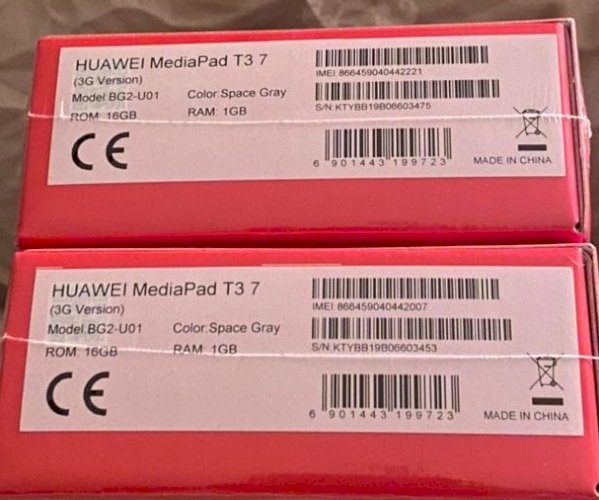 HUAWEI MediaPad T3 7
(3G Version)
Model:BG2-U01 Color:Space Gray
ROM: 16GB RAM: 1GB
CE
IMEI: 866459040442221
S/N:KTYBB19B06603475
6 901443 199723
MADE IN CHINA
HUAWEI MediaPad T3 7
(3G Version)
Model:BG2-U01 Color:Space Gray
ROM: 16GB RAM: 1GB
CE
IMEI:866459040442007
S/N:KTYBB19B06603453
6 901443 199723
MADE IN CHINA